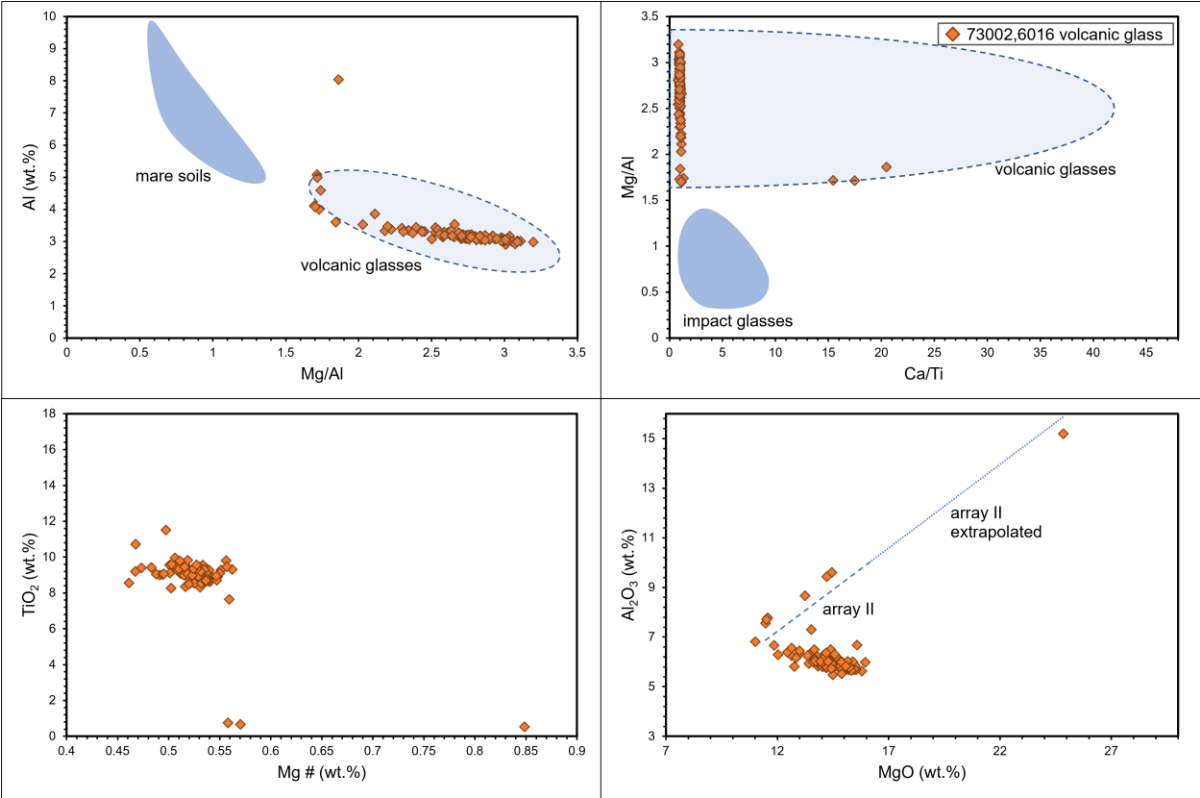 10
9
8
7
6
5
4
3
2
1
0
Al (wt.%)
mare soils
volcanic glasses
0 0.5 1 1.5 2 2.5 3 3.5
Mg/Al
3.5
3
2.5
2
1.5
1
0.5
0
Mg/Al
73002,6016 volcanic glass
volcanic glasses
impact glasses
0 5 10 15 20 25 30 35 40 45
Ca/Ti
18
16
14
12
10
8
6
4
2
0
TiO₂ (wt.%)
0.4 0.45 0.5 0.55 0.6 0.65 0.7 0.75 0.8 0.85 0.9
Mg # (wt.%)
15
13
11
9
7
5
3
Al₂O₃ (wt.%)
array II
extrapolated
array II
7 12 17 22 27
MgO (wt.%)